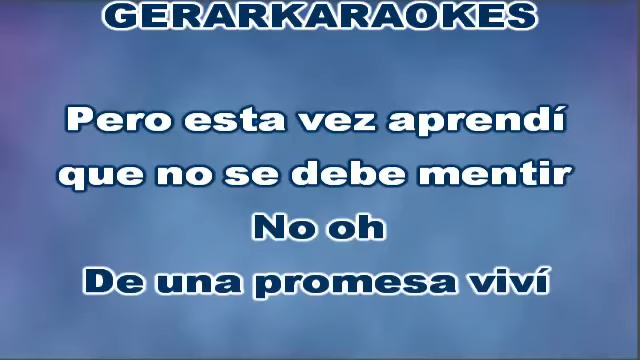 GERARKARAOKES
Pero esta vez aprendí
que no se debe mentir
No oh
De una promesa viví